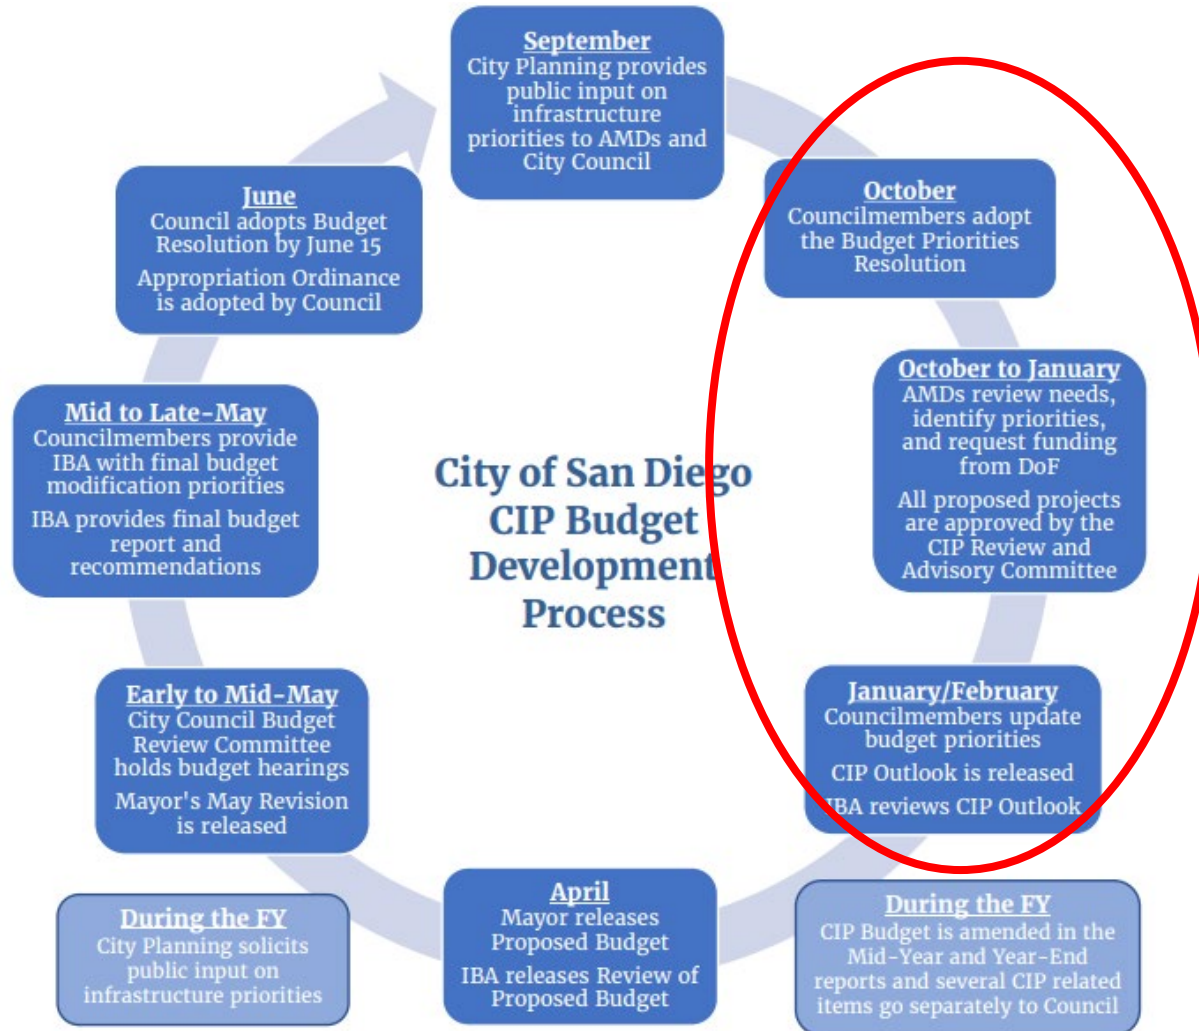 September
City Planning provides
public input on
infrastructure
priorities to AMDs and
City Council
October
Councilmembers adopt
the Budget Priorities
Resolution
October to January
AMDs review needs,
identify priorities,
and request funding
from DoF
All proposed projects
are approved by the
CIP Review and
Advisory Committee
January/February
Councilmembers update
budget priorities
CIP Outlook is released
IBA reviews CIP Outlook
During the FY
CIP Budget is amended in the
Mid-Year and Year-End
reports and several CIP related
items go separately to Council
April
Mayor releases
Proposed Budget
IBA releases Review of
Proposed Budget
During the FY
City Planning solicits
public input on
infrastructure priorities
Early to Mid-May
City Council Budget
Review Committee
holds budget hearings
Mayor's May Revision
is released
Mid to Late-May
Councilmembers provide
IBA with final budget
modification priorities
IBA provides final budget
report and
recommendations
June
Council adopts Budget
Resolution by June 15
Appropriation Ordinance
is adopted by Council
City of San Diego
CIP Budget
Development
Process